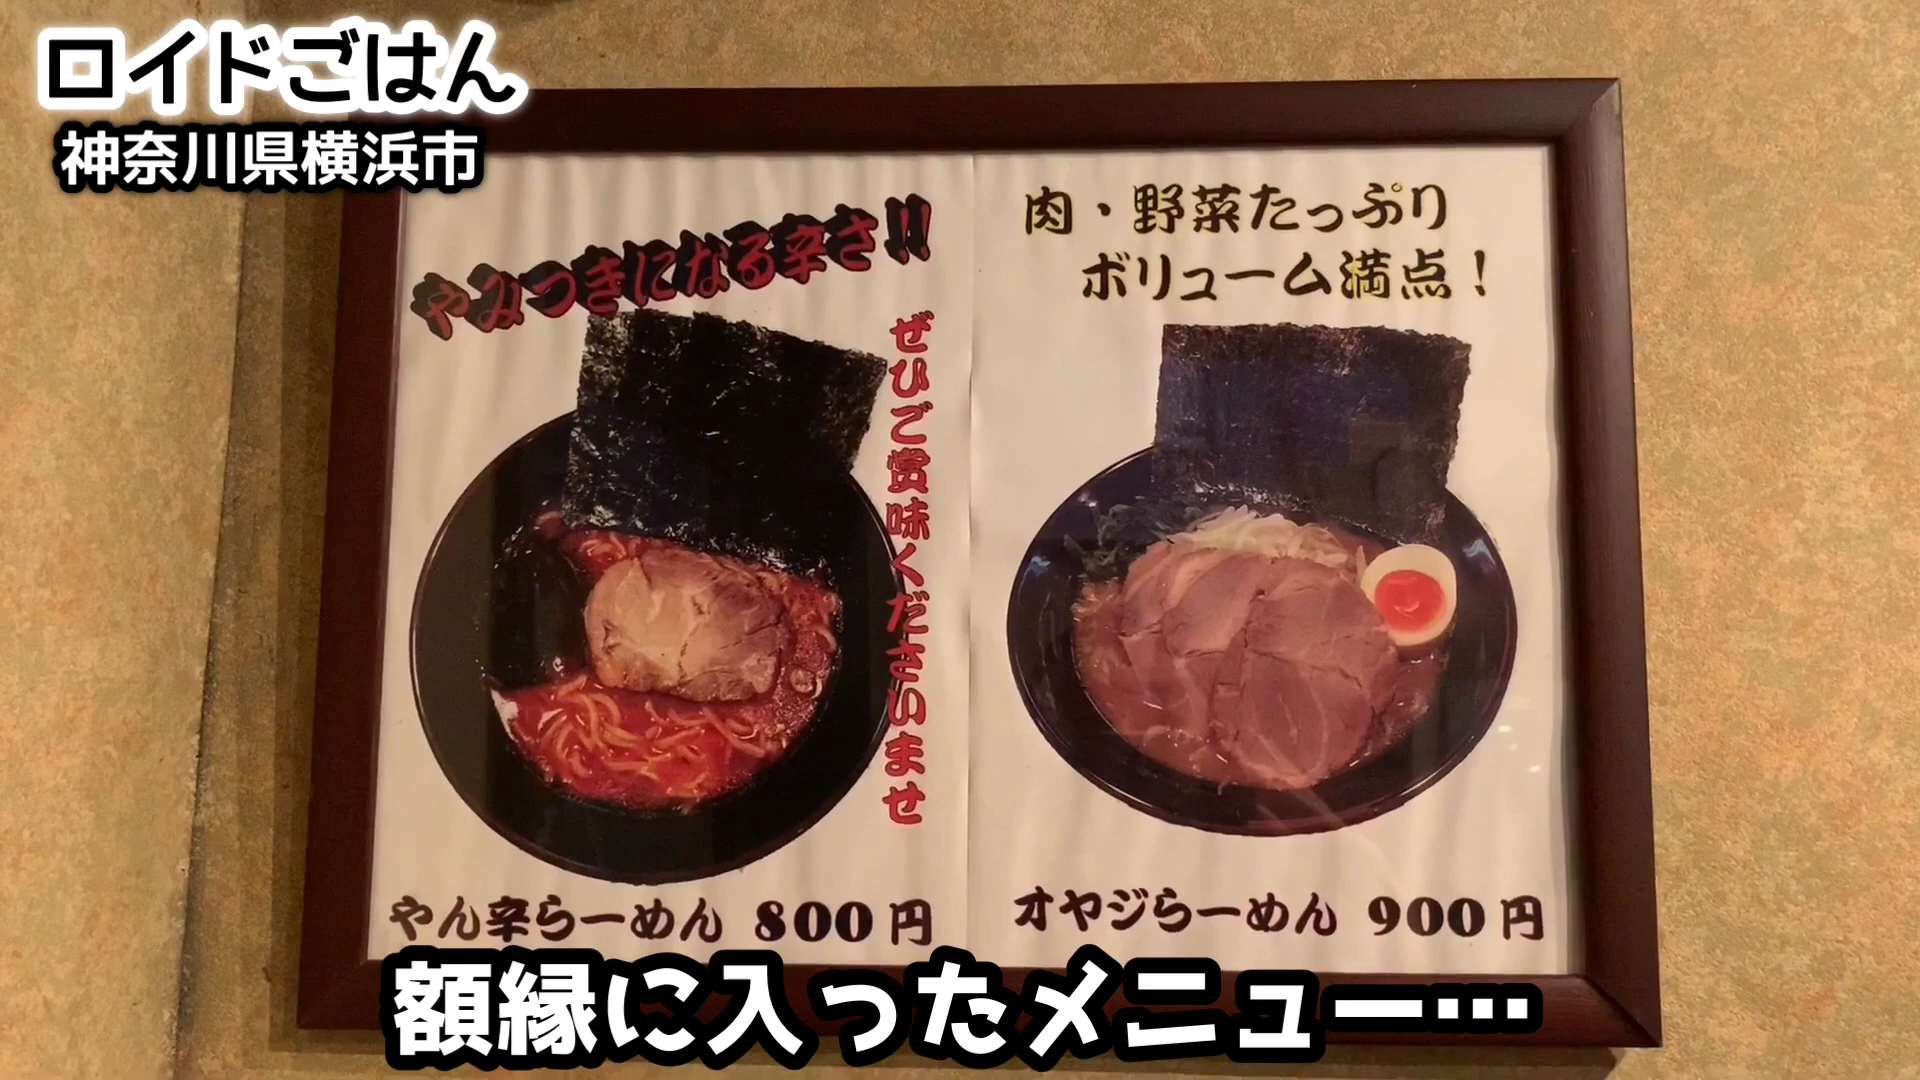 ロイドごはん
神奈川県横浜市
やみつきになる辛さ!!
ぜひご賞味くださいませ
やん辛らーめん 800円
肉・野菜たっぷり
ボリューム満点!
オヤジらーめん 900円
額縁に入ったメニュー…